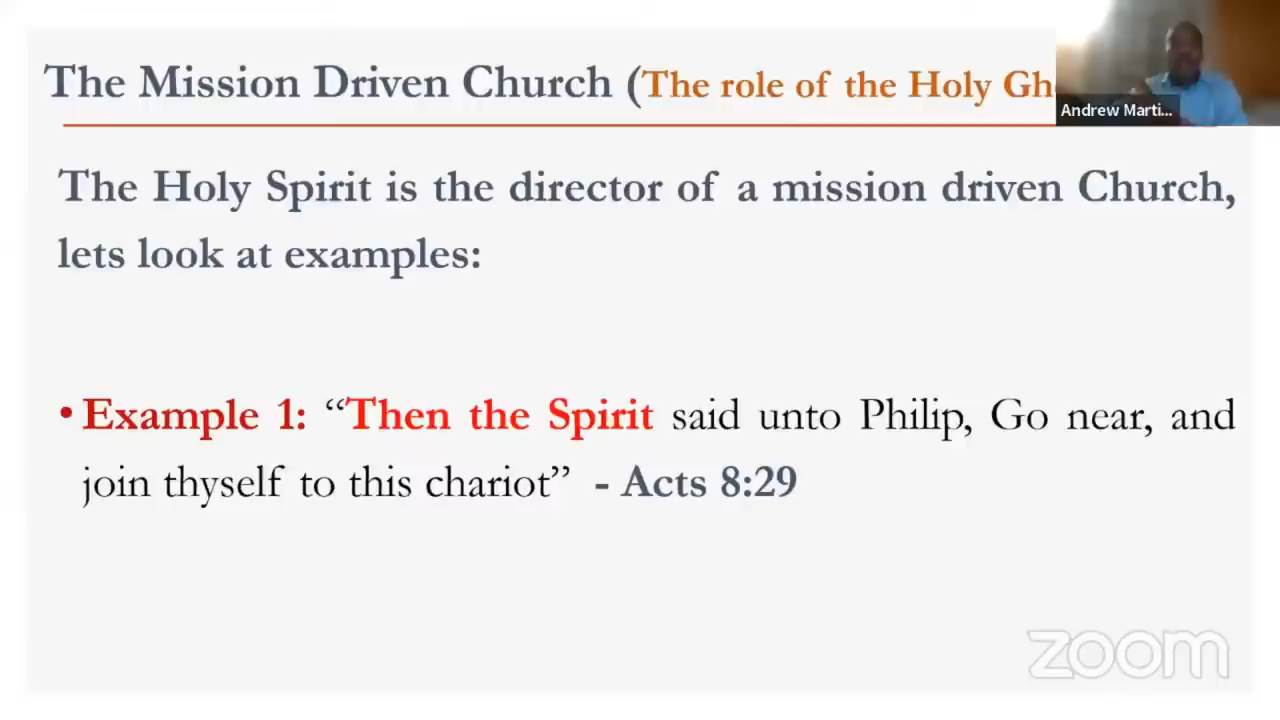 The Mission Driven Church (The role of the Holy Gh
Andrew Marti...
The Holy Spirit is the director of a mission driven Church,
lets look at examples:
• Example 1: “Then the Spirit said unto Philip, Go near, and
join thyself to this chariot” - Acts 8:29
zoom